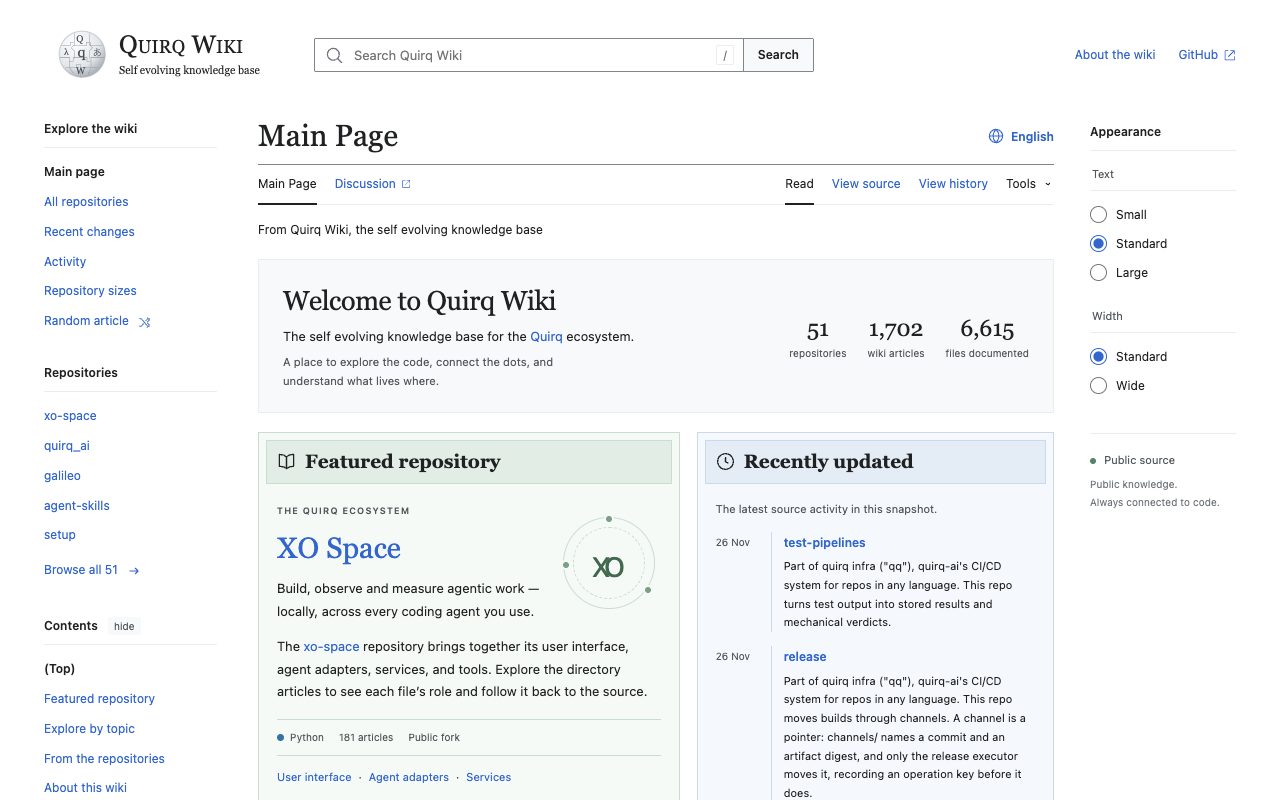 Quirq Wiki
Self evolving knowledge base
Search Quirq Wiki
/
Search
About the wiki
GitHub
Explore the wiki
Main page
All repositories
Recent changes
Activity
Repository sizes
Random article
Repositories
xo-space
quirq_ai
galileo
agent-skills
setup
Browse all 51 →
Contents
hide
(Top)
Featured repository
Explore by topic
From the repositories
About this wiki
Main Page
English
Main Page
Discussion
Read
View source
View history
Tools
From Quirq Wiki, the self evolving knowledge base
Welcome to Quirq Wiki
The self evolving knowledge base for the Quirq ecosystem.
A place to explore the code, connect the dots, and
understand what lives where.
51
repositories
1,702
wiki articles
6,615
files documented
Featured repository
THE QUIRQ ECOSYSTEM
XO Space
Build, observe and measure agentic work —
locally, across every coding agent you use.
XO
The xo-space repository brings together its user interface,
agent adapters, services, and tools. Explore the directory
articles to see each file’s role and follow it back to the source.
Python
181 articles
Public fork
User interface · Agent adapters · Services
Recently updated
The latest source activity in this snapshot.
26 Nov
test-pipelines
Part of quirq infra ("qq"), quirq-ai's CI/CD
system for repos in any language. This repo
turns test output into stored results and
mechanical verdicts.
26 Nov
release
Part of quirq infra ("qq"), quirq-ai's CI/CD
system for repos in any language. This repo
moves builds through channels. A channel is a
pointer: channels/ names a commit and an
artifact digest, and only the release executor
moves it, recording an operation key before it
does.
Appearance
Text
Small
Standard
Large
Width
Standard
Wide
Public source
Public knowledge.
Always connected to code.